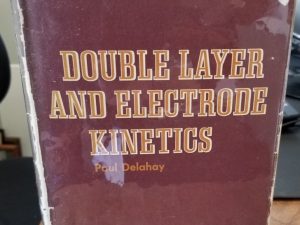 DOUBLE LAYER
AND ELECTRODE
KINETICS
Paul Delahay